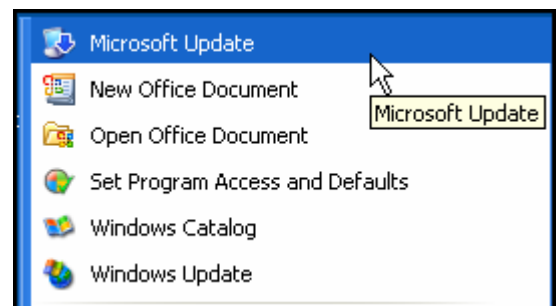 Microsoft Update
New Office Document
Microsoft Update
Open Office Document
Set Program Access and Defaults
Windows Catalog
Windows Update